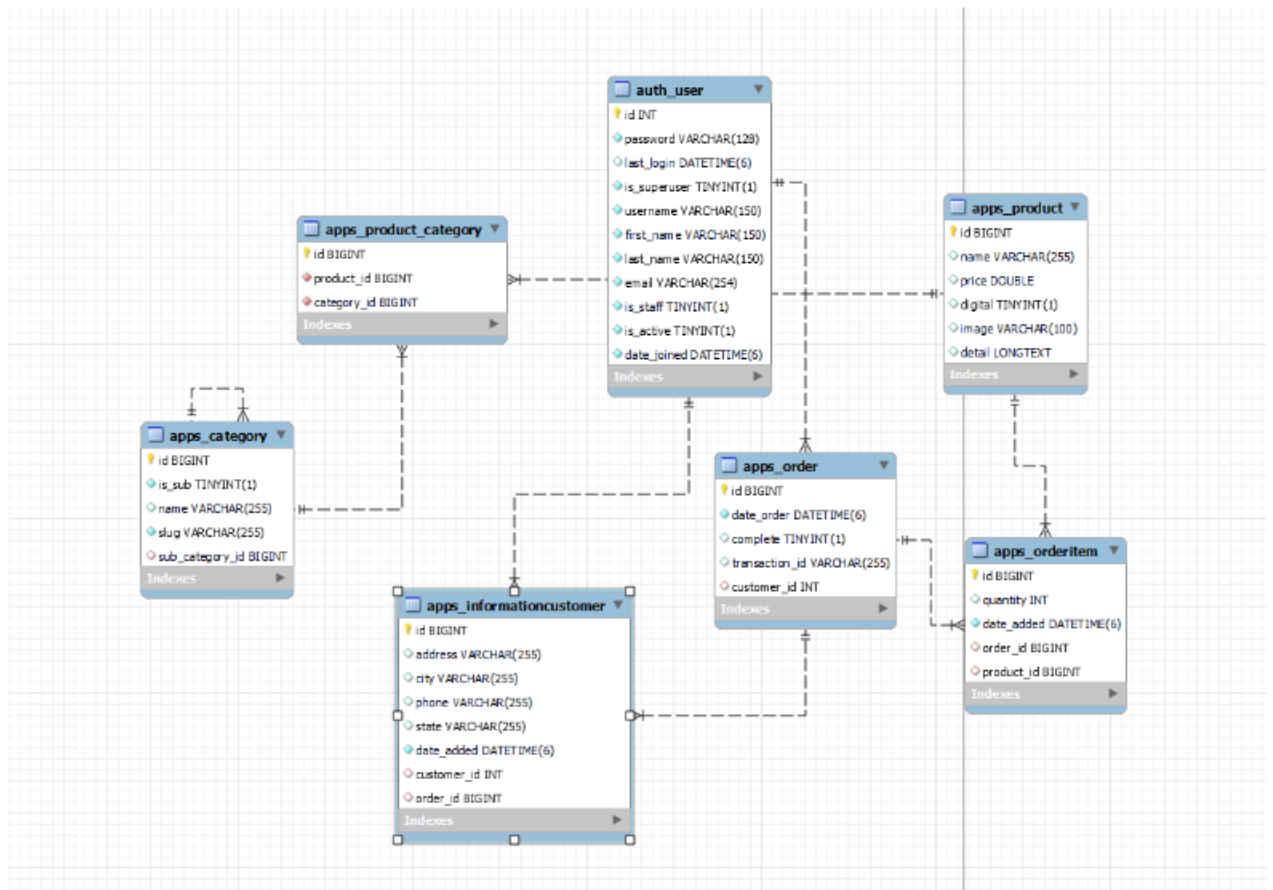 auth_user
id INT
password VARCHAR(128)
last_login DATETIME(6)
is_superuser TINYINT(1)
username VARCHAR(150)
first_name VARCHAR(150)
last_name VARCHAR(150)
email VARCHAR(254)
is_staff TINYINT(1)
is_active TINYINT(1)
date_joined DATETIME(6)
Indexes
apps_product
id BIGINT
name VARCHAR(255)
price DOUBLE
digital TINYINT(1)
image VARCHAR(100)
detail LONGTEXT
Indexes
apps_product_category
id BIGINT
product_id BIGINT
category_id BIGINT
Indexes
apps_category
id BIGINT
is_sub TINYINT(1)
name VARCHAR(255)
slug VARCHAR(255)
sub_category_id BIGINT
Indexes
apps_order
id BIGINT
date_order DATETIME(6)
complete TINYINT(1)
transaction_id VARCHAR(255)
customer_id INT
Indexes
apps_orderitem
id BIGINT
quantity INT
date_added DATETIME(6)
order_id BIGINT
product_id BIGINT
Indexes
apps_informationcustomer
id BIGINT
address VARCHAR(255)
city VARCHAR(255)
phone VARCHAR(255)
state VARCHAR(255)
date_added DATETIME(6)
customer_id INT
order_id BIGINT
Indexes